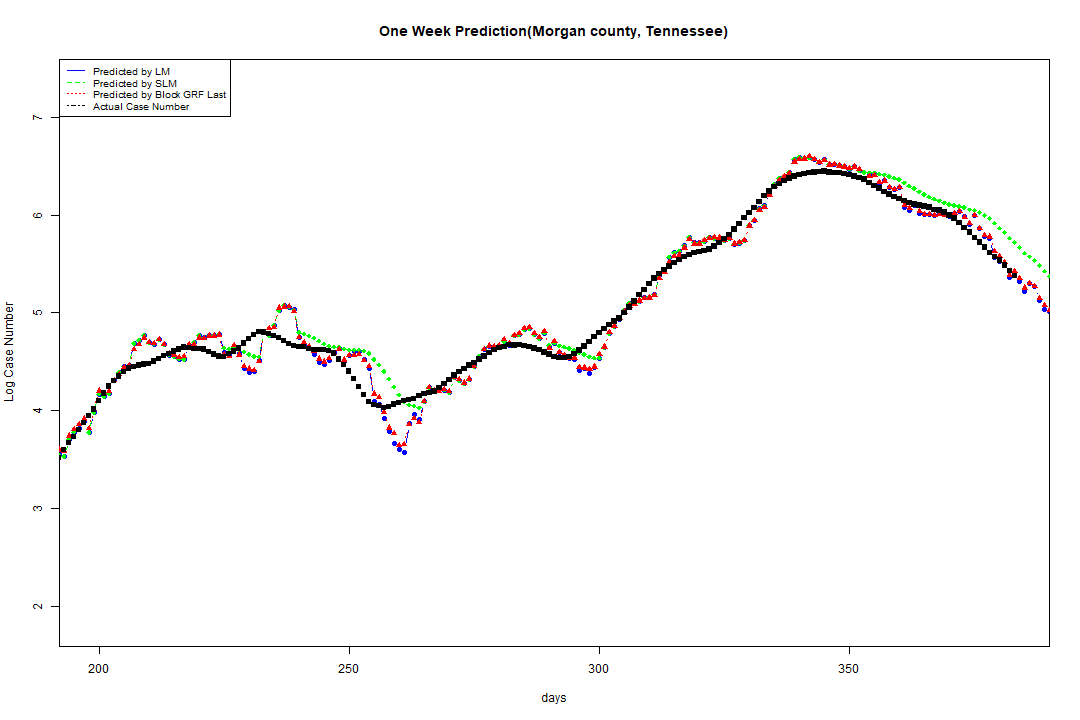 One Week Prediction(Morgan county, Tennessee)
Predicted by LM
Predicted by SLM
Predicted by Block GRF Last
Actual Case Number
Log Case Number
7
6
5
4
3
2
200
250
300
350
days